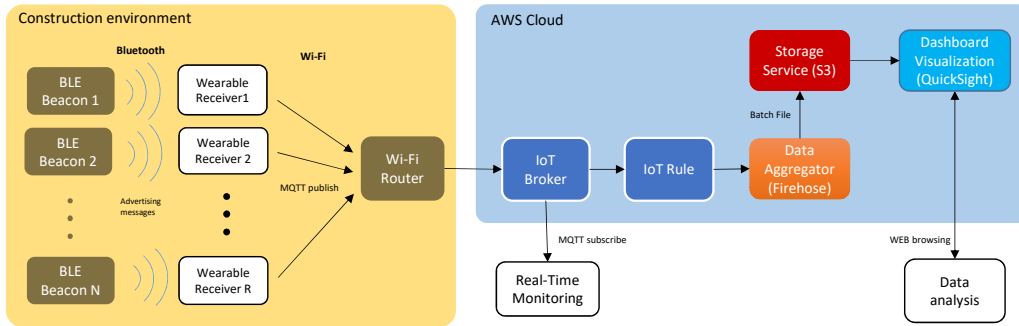 Construction environment
Bluetooth
Wi-Fi
BLE
Beacon 1
Wearable
Receiver1
BLE
Beacon 2
Wearable
Receiver 2
Advertising
messages
MQTT publish
Wi-Fi
Router
BLE
Beacon N
Wearable
Receiver R
AWS Cloud
Storage
Service (S3)
Dashboard
Visualization
(QuickSight)
Batch File
IoT
Broker
IoT Rule
Data
Aggregator
(Firehose)
MQTT subscribe
WEB browsing
Real-Time
Monitoring
Data
analysis